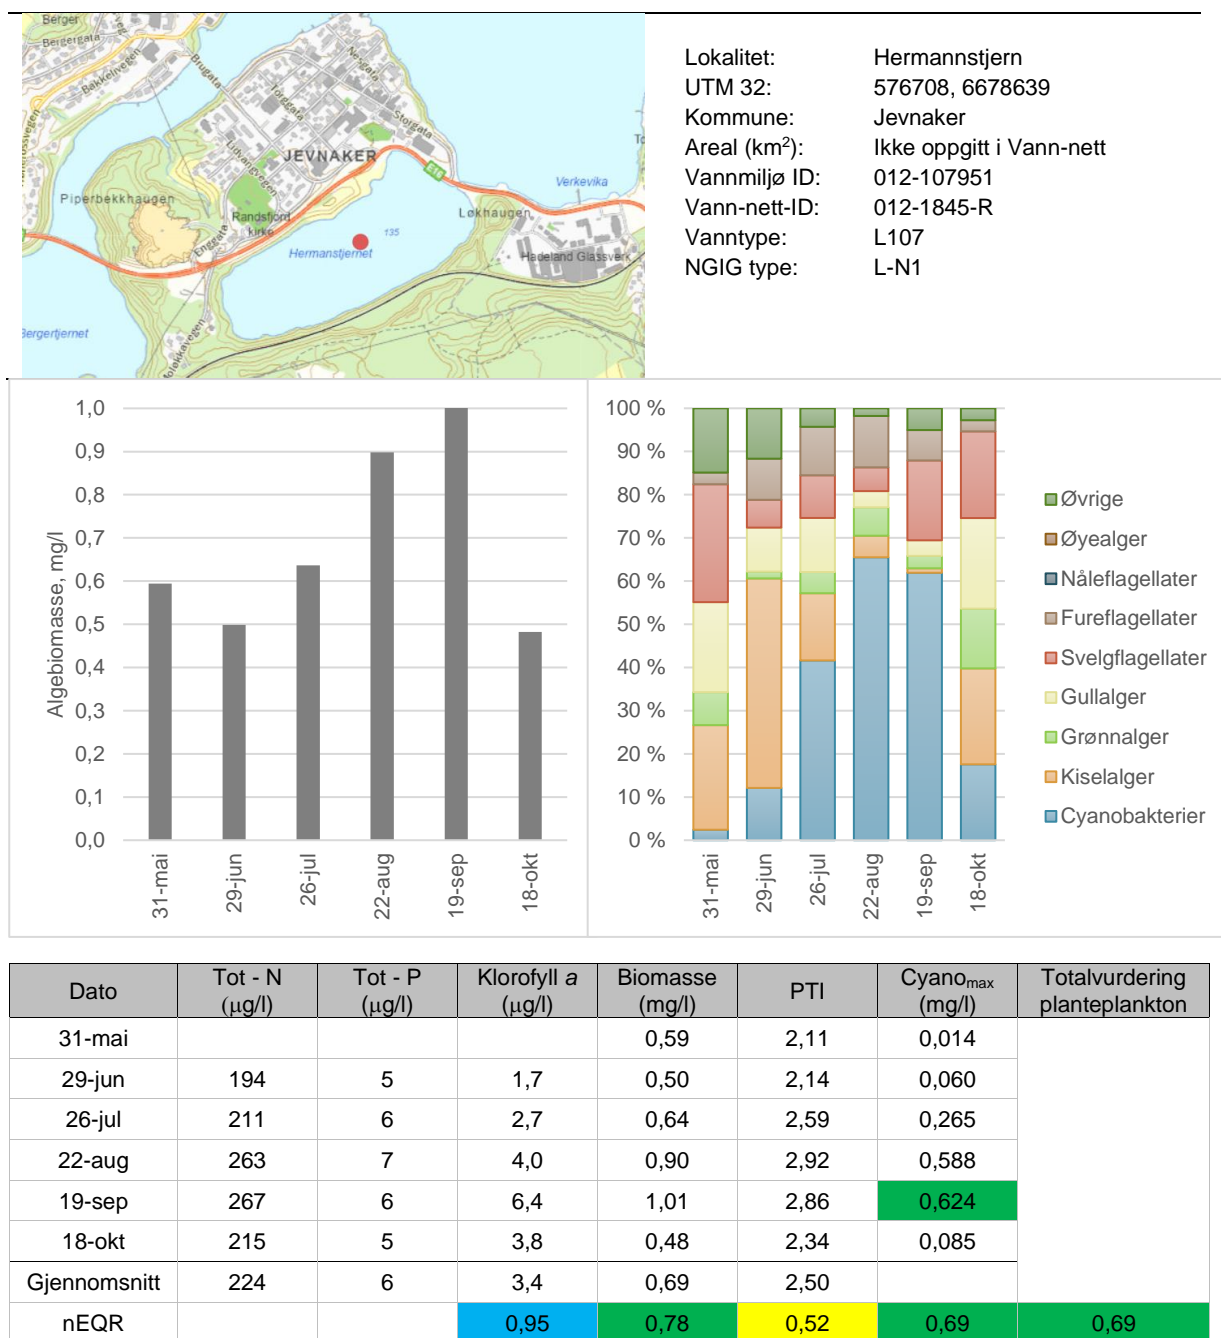 Berger
Bergergata
veg
Bakkelivegen
Brugata
Nesgata
Torggata
Storgata
JEVNAKER
Lidvangvegen
Piperbekkhaugen
Enggata
Randsfjord
kirke
Hermanstjernet
135
Verkevika
Løkhaugen
Hadeland Glassverk
Bergertjernet
Moløkkavegen
Lokalitet: Hermannstjern
UTM 32: 576708, 6678639
Kommune: Jevnaker
Areal (km²): Ikke oppgitt i Vann-nett
Vannmiljø ID: 012-107951
Vann-nett-ID: 012-1845-R
Vanntype: L107
NGIG type: L-N1
Algebiomasse, mg/l
1,0
0,9
0,8
0,7
0,6
0,5
0,4
0,3
0,2
0,1
0,0
31-mai 29-jun 26-jul 22-aug 19-sep 18-okt
100 %
90 %
80 %
70 %
60 %
50 %
40 %
30 %
20 %
10 %
0 %
31-mai 29-jun 26-jul 22-aug 19-sep 18-okt
Øvrige
Øyealger
Nåleflagellater
Fureflagellater
Svelgflagellater
Gullalger
Grønnalger
Kiselalger
Cyanobakterier
Dato Tot - N (µg/l) Tot - P (µg/l) Klorofyll a (µg/l) Biomasse (mg/l) PTI Cyanomax (mg/l) Totalvurdering planteplankton
31-mai 0,59 2,11 0,014
29-jun 194 5 1,7 0,50 2,14 0,060
26-jul 211 6 2,7 0,64 2,59 0,265
22-aug 263 7 4,0 0,90 2,92 0,588
19-sep 267 6 6,4 1,01 2,86 0,624
18-okt 215 5 3,8 0,48 2,34 0,085
Gjennomsnitt 224 6 3,4 0,69 2,50
nEQR 0,95 0,78 0,52 0,69 0,69